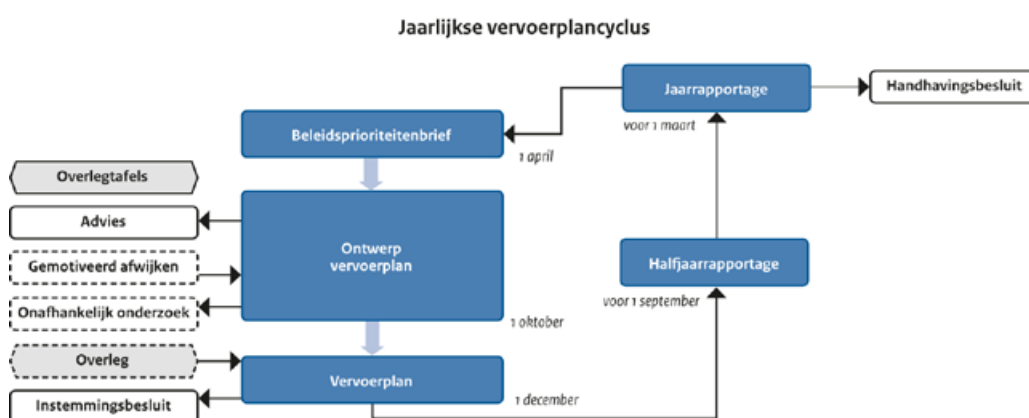 Jaarlijkse vervoerplancyclus
Jaarrapportage
Handhavingsbesluit
voor 1 maart
Beleidsprioriteitenbrief
1 april
Overlegtafels
Advies
Gemotiveerd afwijken
Onafhankelijk onderzoek
Ontwerp
vervoerplan
1 oktober
Halfjaarrapportage
voor 1 september
Overleg
Vervoerplan
Instemmingsbesluit
1 december